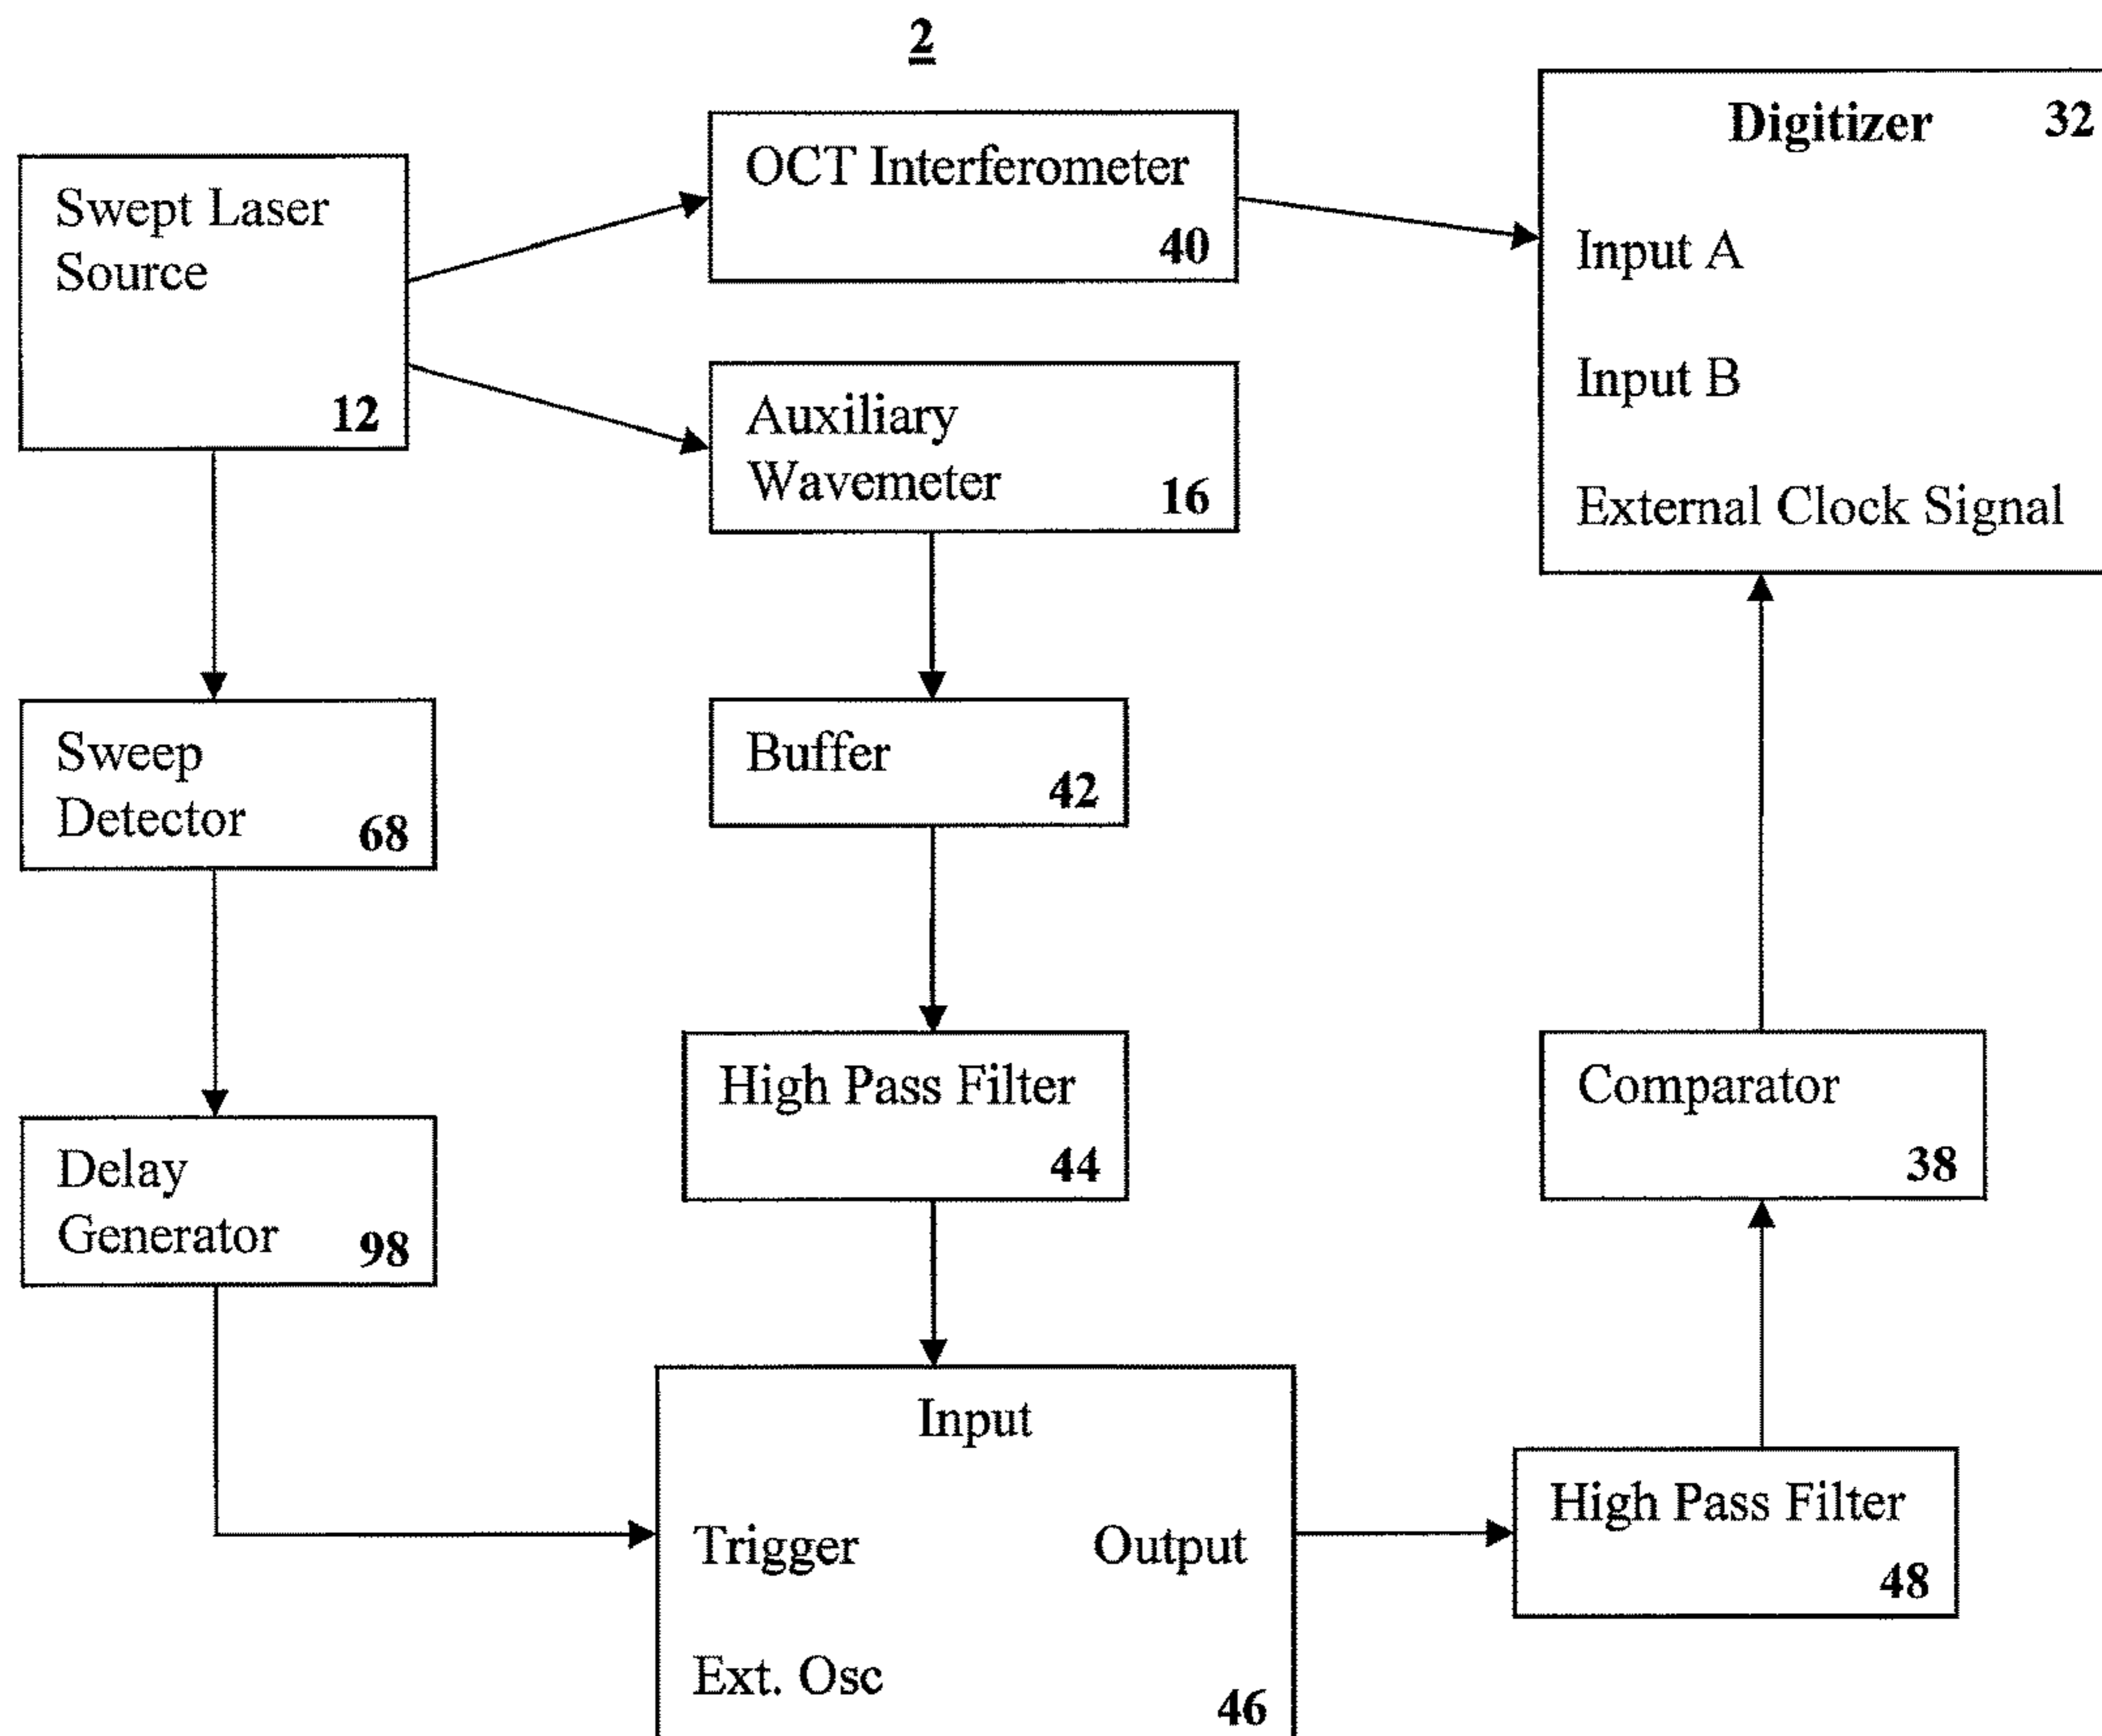 2
Swept Laser
Source
12
OCT Interferometer
40
Digitizer 32
Input A
Input B
External Clock Signal
Auxiliary
Wavemeter
16
Sweep
Detector
68
Buffer
42
Delay
Generator
98
High Pass Filter
44
Comparator
38
Input
Trigger Output
Ext. Osc
46
High Pass Filter
48